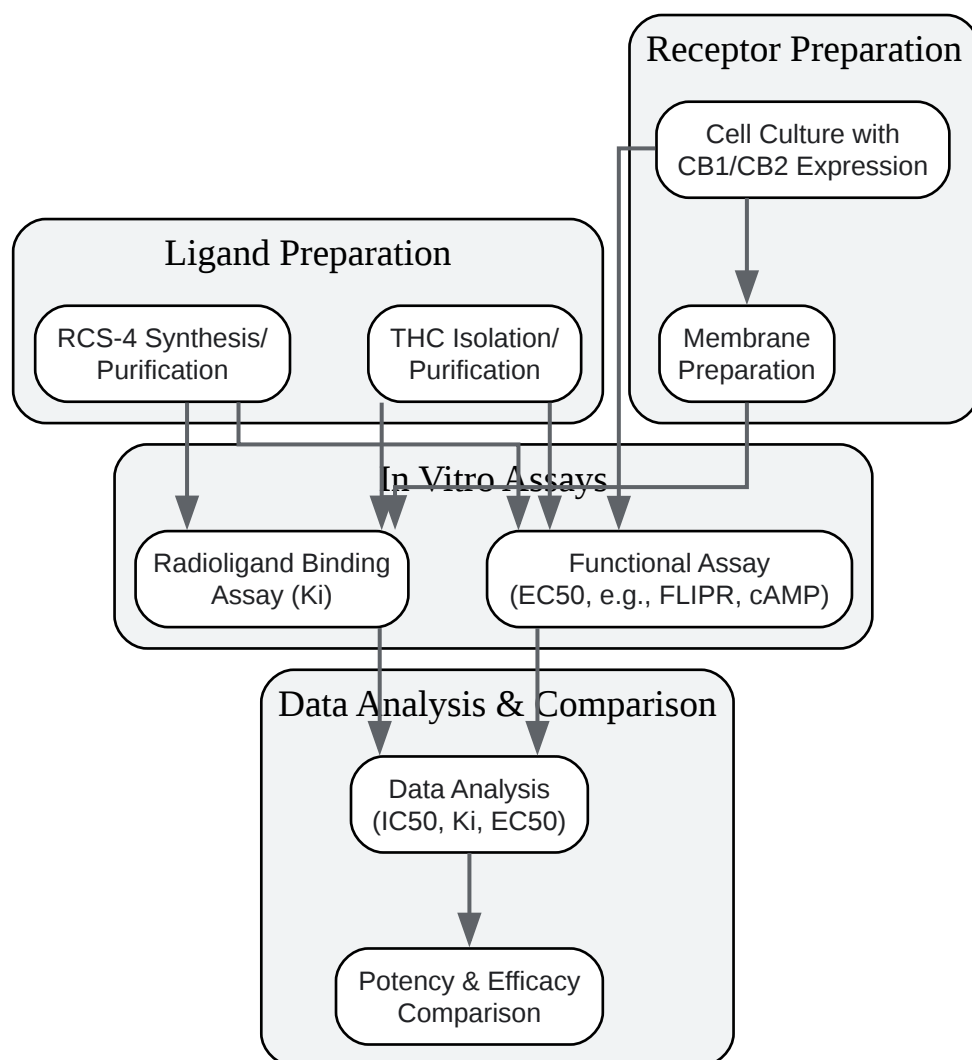 Receptor Preparation
Cell Culture with
CB1/CB2 Expression
Ligand Preparation
RCS-4 Synthesis/
Purification
THC Isolation/
Purification
Membrane
Preparation
In Vitro Assays
Radioligand Binding
Assay (Ki)
Functional Assay
(EC50, e.g., FLIPR, cAMP)
Data Analysis & Comparison
Data Analysis
(IC50, Ki, EC50)
Potency & Efficacy
Comparison